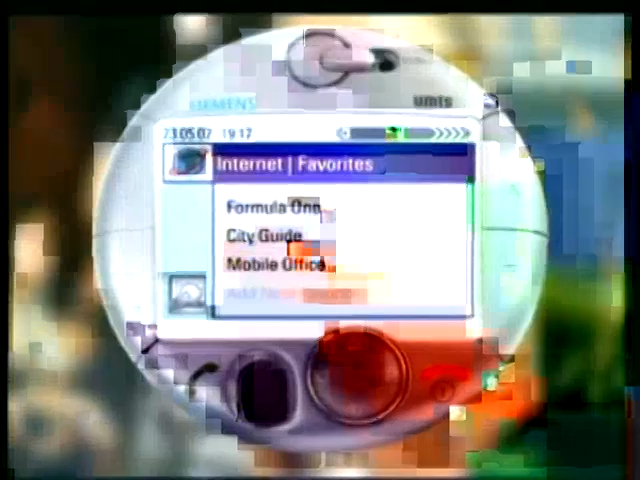 SIEMENS
umts
23.05.02 19:17
Internet | Favorites
Formula One
City Guide
Mobile Office